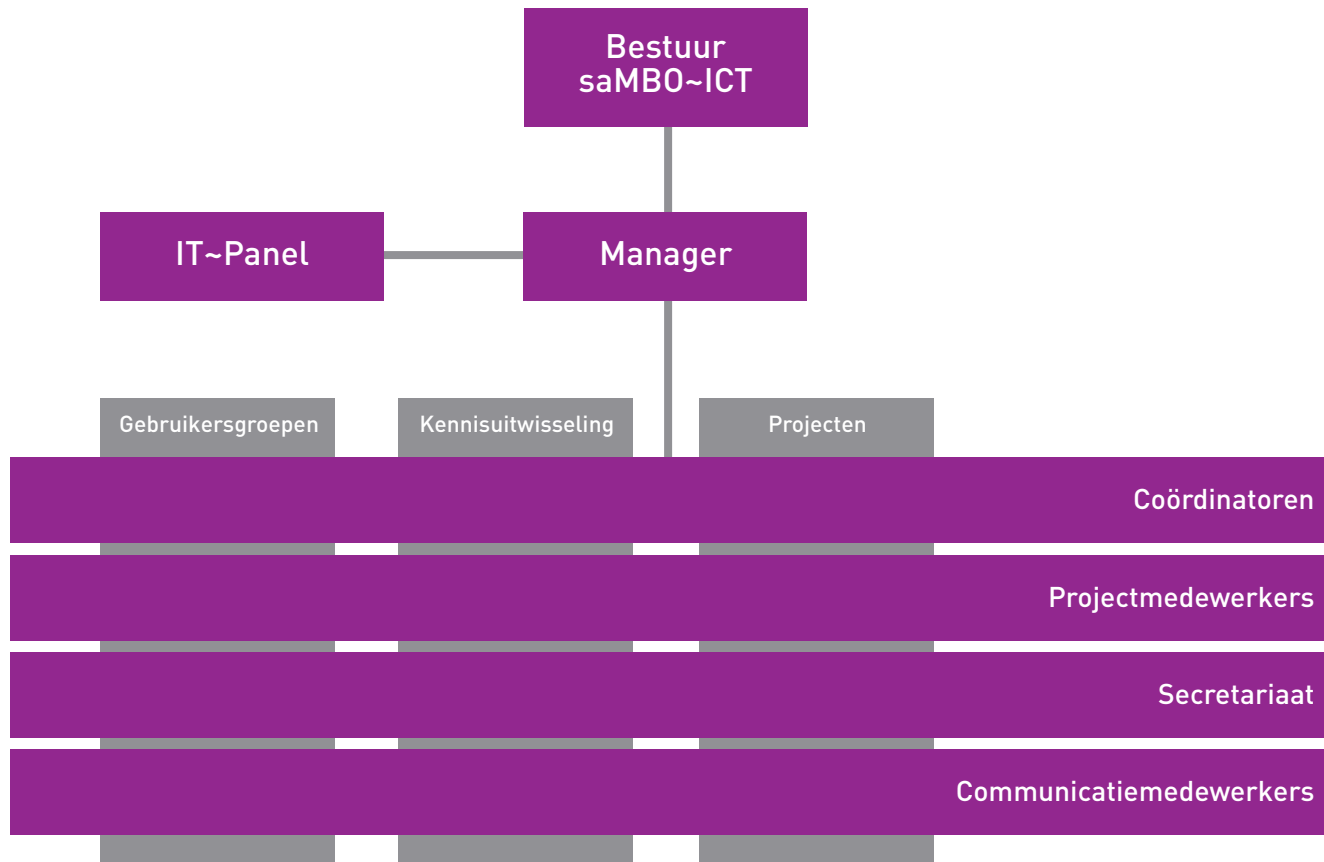 Bestuur
saMBO~ICT
IT~Panel
Manager
Gebruikersgroepen
Kennisuitwisseling
Projecten
Coördinatoren
Projectmedewerkers
Secretariaat
Communicatiemedewerkers